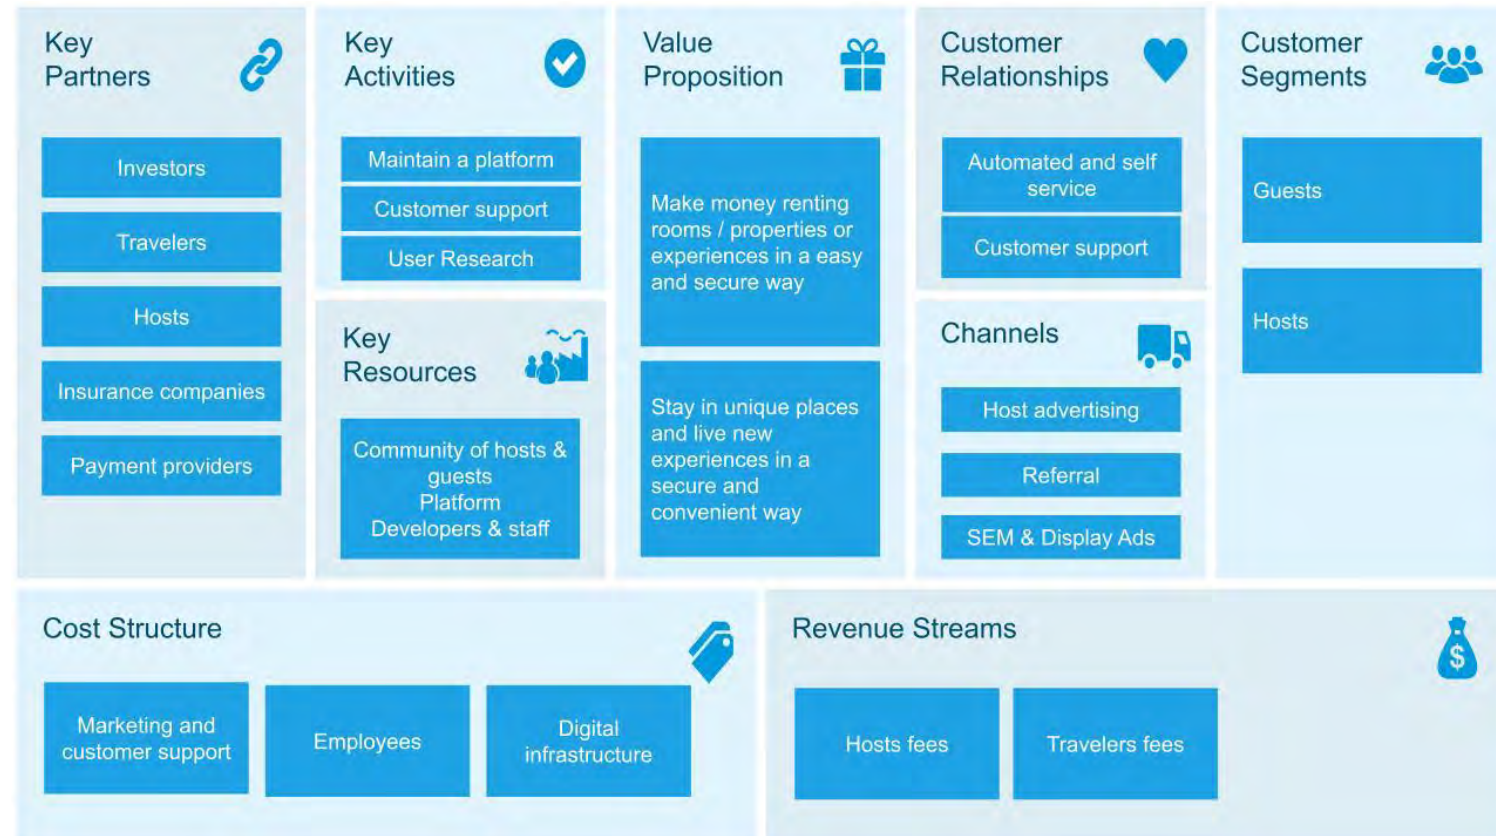 Key
Partners
Investors
Travelers
Hosts
Insurance companies
Payment providers
Key
Activities
Maintain a platform
Customer support
User Research
Key
Resources
Community of hosts &
guests
Platform
Developers & staff
Value
Proposition
Make money renting
rooms / properties or
experiences in a easy
and secure way
Stay in unique places
and live new
experiences in a
secure and
convenient way
Customer
Relationships
Automated and self
service
Customer support
Channels
Host advertising
Referral
SEM & Display Ads
Customer
Segments
Guests
Hosts
Cost Structure
Marketing and
customer support
Employees
Digital
infrastructure
Revenue Streams
$
Hosts fees
Travelers fees